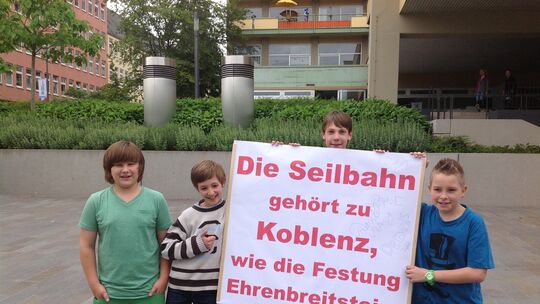 Die Seilbahn
gehört zu
Koblenz,
wie die Festung
Ehrenbreitstei